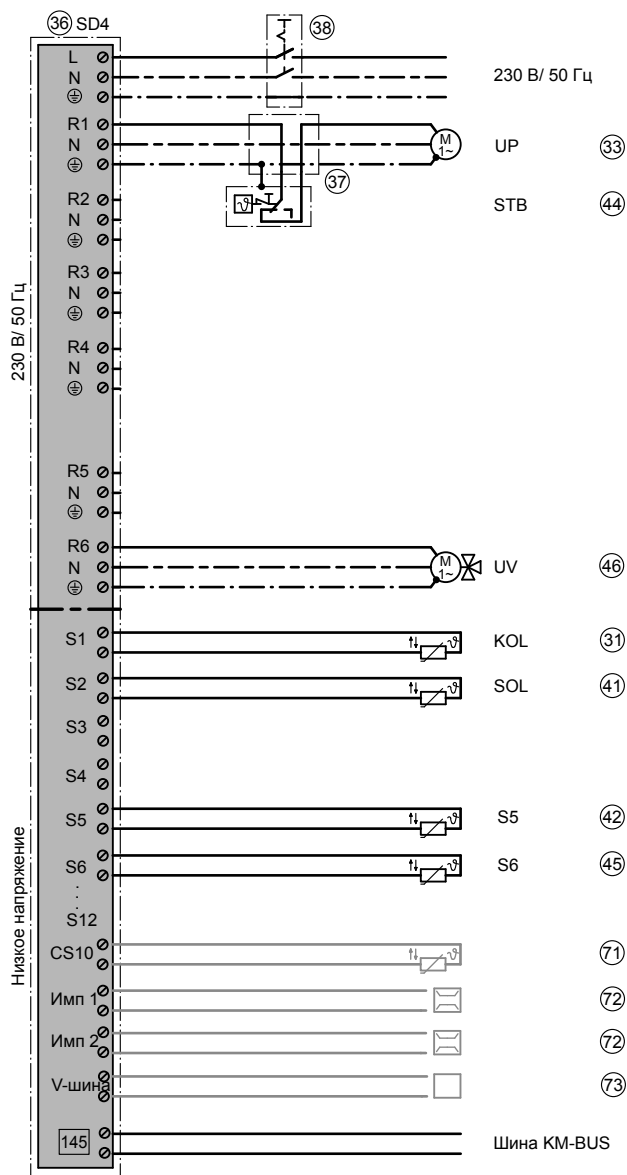 36 SD4
38
L
N
230 В/ 50 Гц
R1
N
M
1~
UP
33
37
R2
STB
44
N
R3
N
230 В/ 50 Гц
R4
N
R5
N
R6
N
M
1~
UV
46
S1
KOL
31
S2
SOL
41
S3
S4
S5
S5
42
S6
S6
45
S12
Низкое напряжение
CS10
71
Имп 1
72
Имп 2
72
V-шина
73
145
Шина KM-BUS